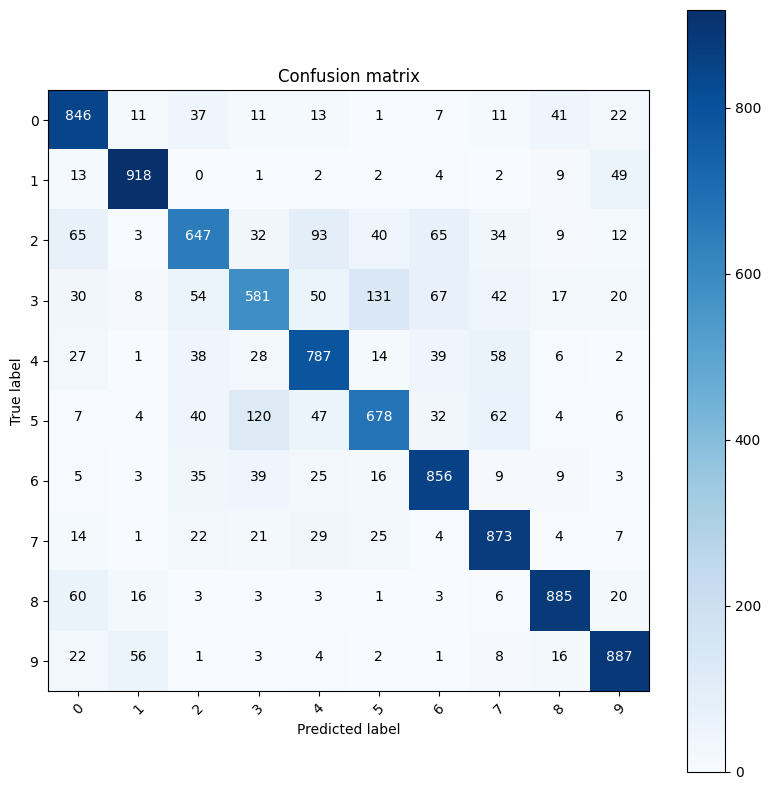 Confusion matrix
0 846 11 37 11 13 1 7 11 41 22
1 13 918 0 1 2 2 4 2 9 49
2 65 3 647 32 93 40 65 34 9 12
3 30 8 54 581 50 131 67 42 17 20
4 27 1 38 28 787 14 39 58 6 2
5 7 4 40 120 47 678 32 62 4 6
6 5 3 35 39 25 16 856 9 9 3
7 14 1 22 21 29 25 4 873 4 7
8 60 16 3 3 3 1 3 6 885 20
9 22 56 1 3 4 2 1 8 16 887
0 1 2 3 4 5 6 7 8 9
True label
Predicted label
800
600
400
200
0